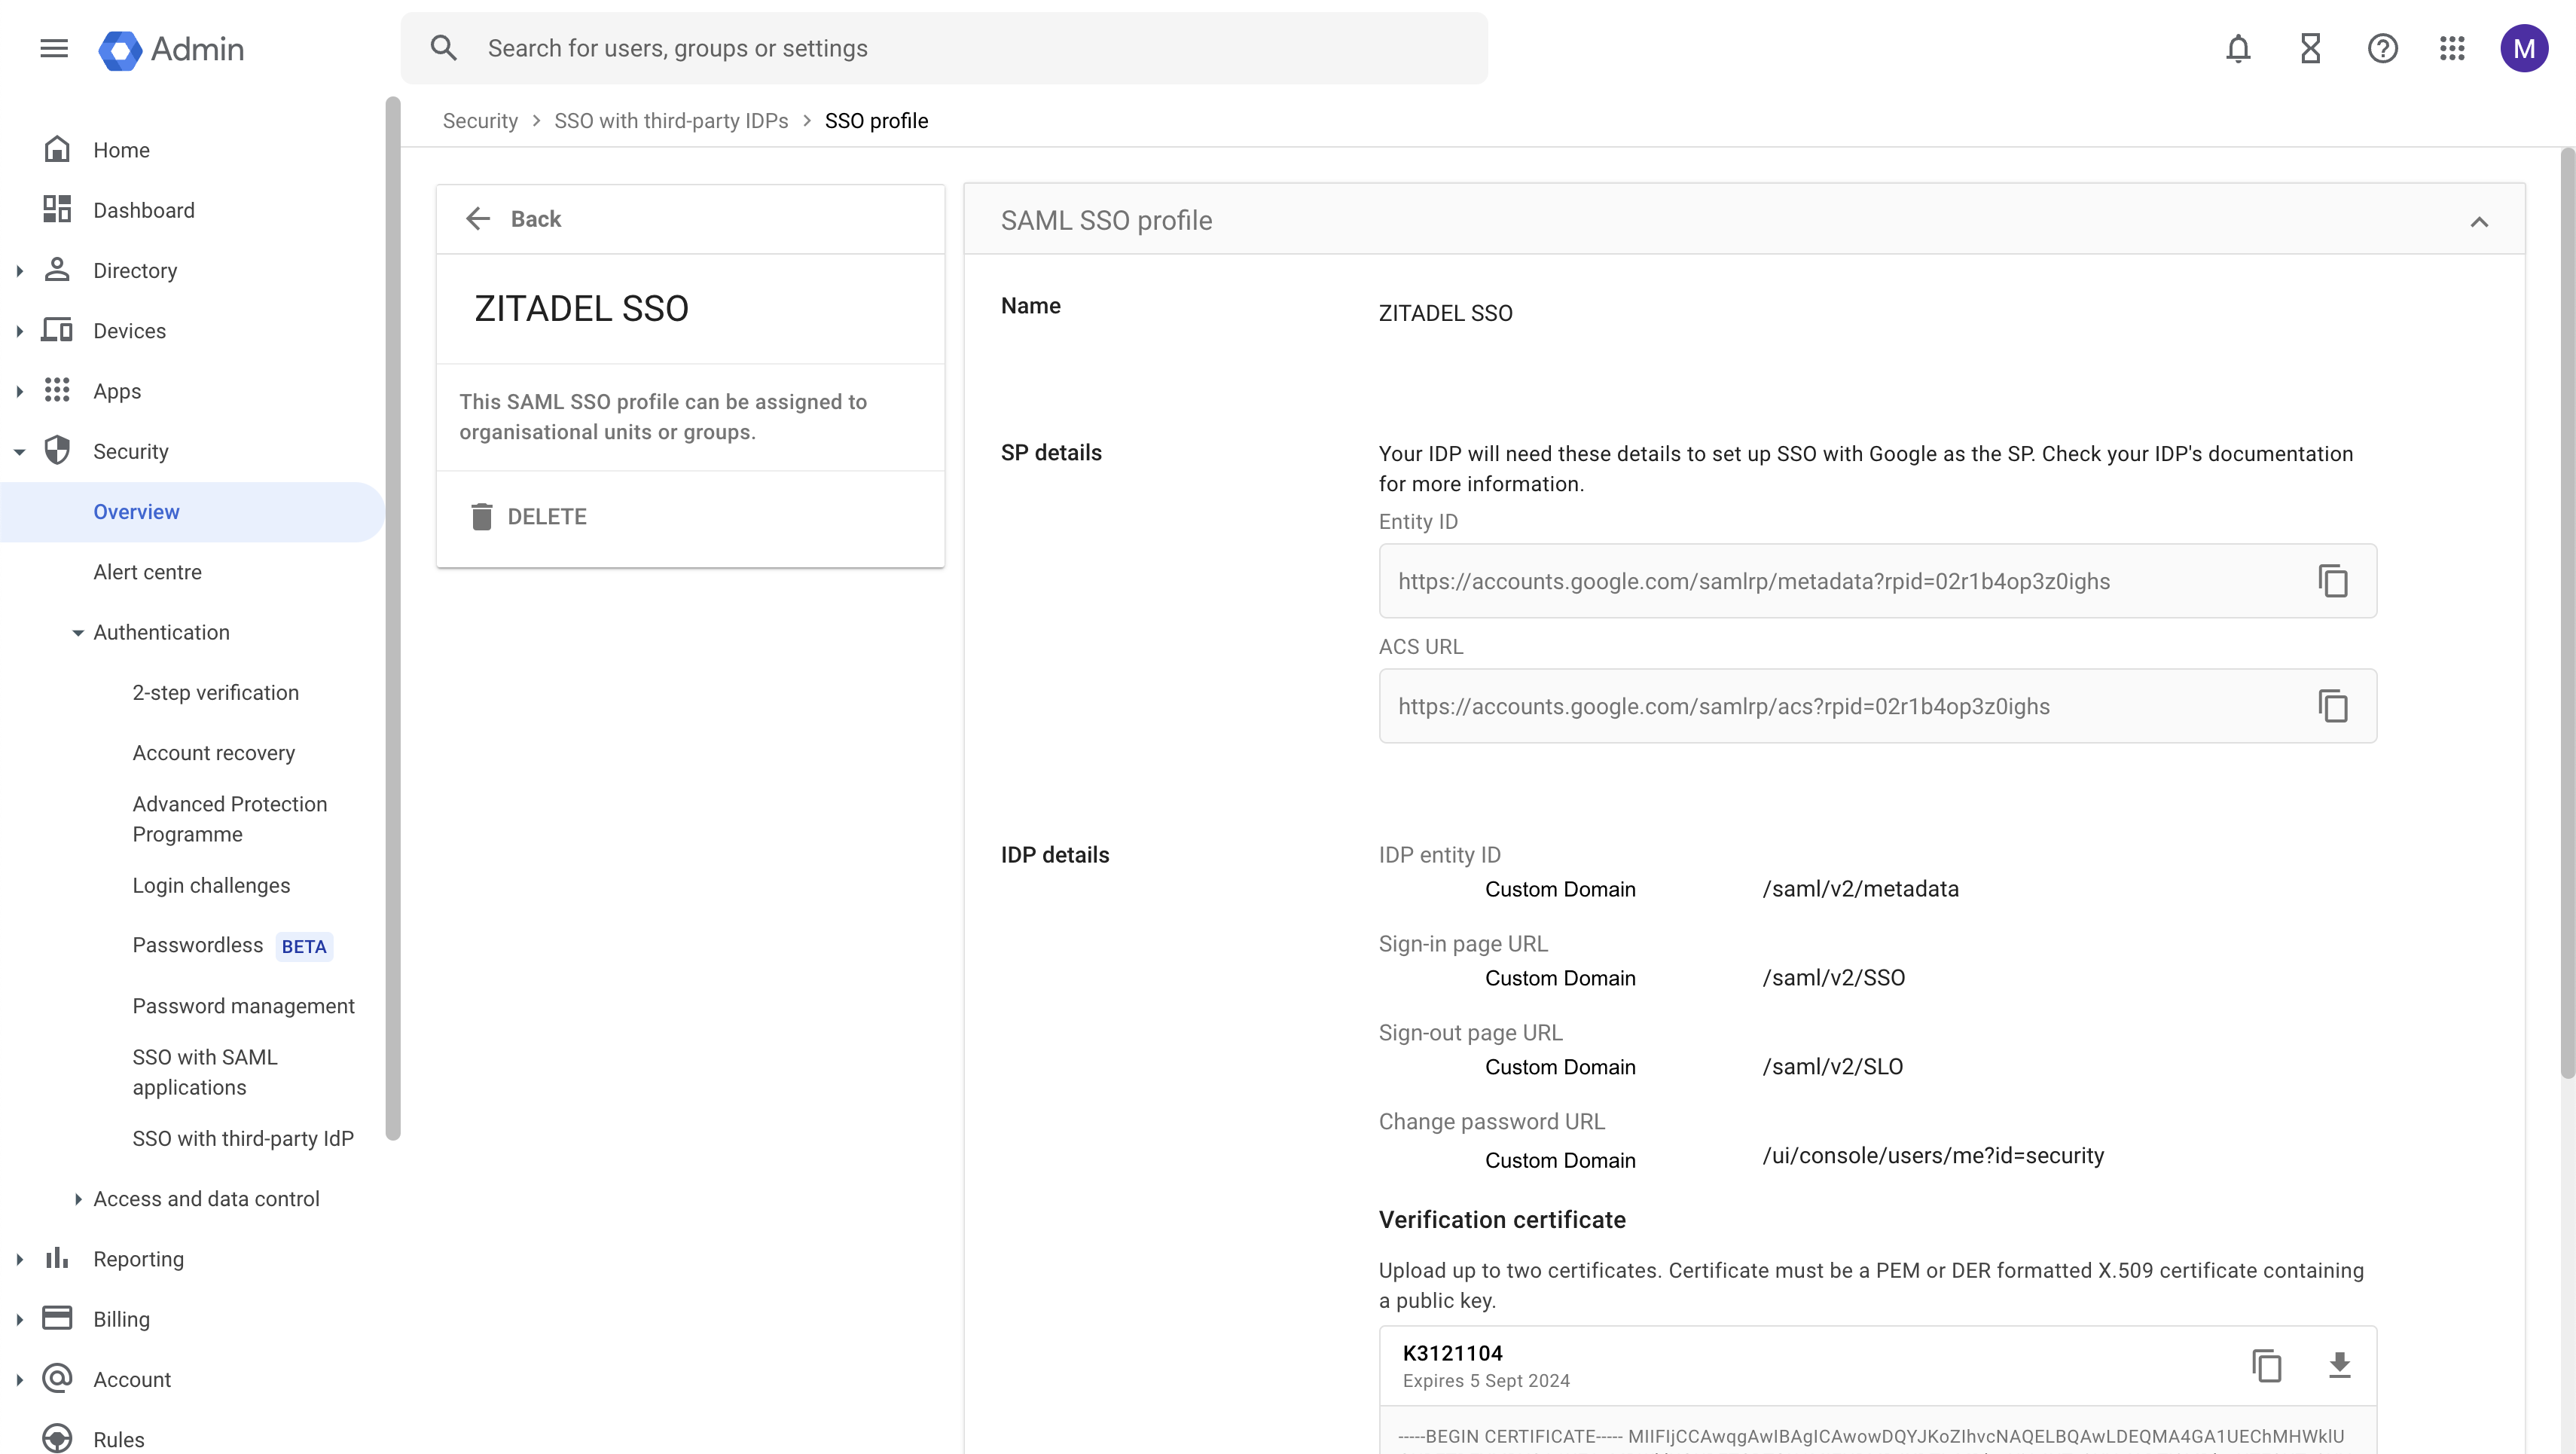 Admin
Search for users, groups or settings
M
Home
Dashboard
Directory
Devices
Apps
Security
Overview
Alert centre
Authentication
2-step verification
Account recovery
Advanced Protection
Programme
Login challenges
Passwordless BETA
Password management
SSO with SAML
applications
SSO with third-party IdP
Access and data control
Reporting
Billing
Account
Rules
Security > SSO with third-party IDPs > SSO profile
Back
ZITADEL SSO
This SAML SSO profile can be assigned to
organisational units or groups.
DELETE
SAML SSO profile
Name
ZITADEL SSO
SP details
Your IDP will need these details to set up SSO with Google as the SP. Check your IDP's documentation
for more information.
Entity ID
https://accounts.google.com/samlrp/metadata?rpid=02r1b4op3z0ighs
ACS URL
https://accounts.google.com/samlrp/acs?rpid=02r1b4op3z0ighs
IDP details
IDP entity ID
Custom Domain /saml/v2/metadata
Sign-in page URL
Custom Domain /saml/v2/SSO
Sign-out page URL
Custom Domain /saml/v2/SLO
Change password URL
Custom Domain /ui/console/users/me?id=security
Verification certificate
Upload up to two certificates. Certificate must be a PEM or DER formatted X.509 certificate containing
a public key.
K3121104
Expires 5 Sept 2024
-----BEGIN CERTIFICATE----- MIIFIjCCAwqgAwIBAgICAwowDQYJKoZIhvcNAQELBQAwLDEQMA4GA1UEChMHWklU